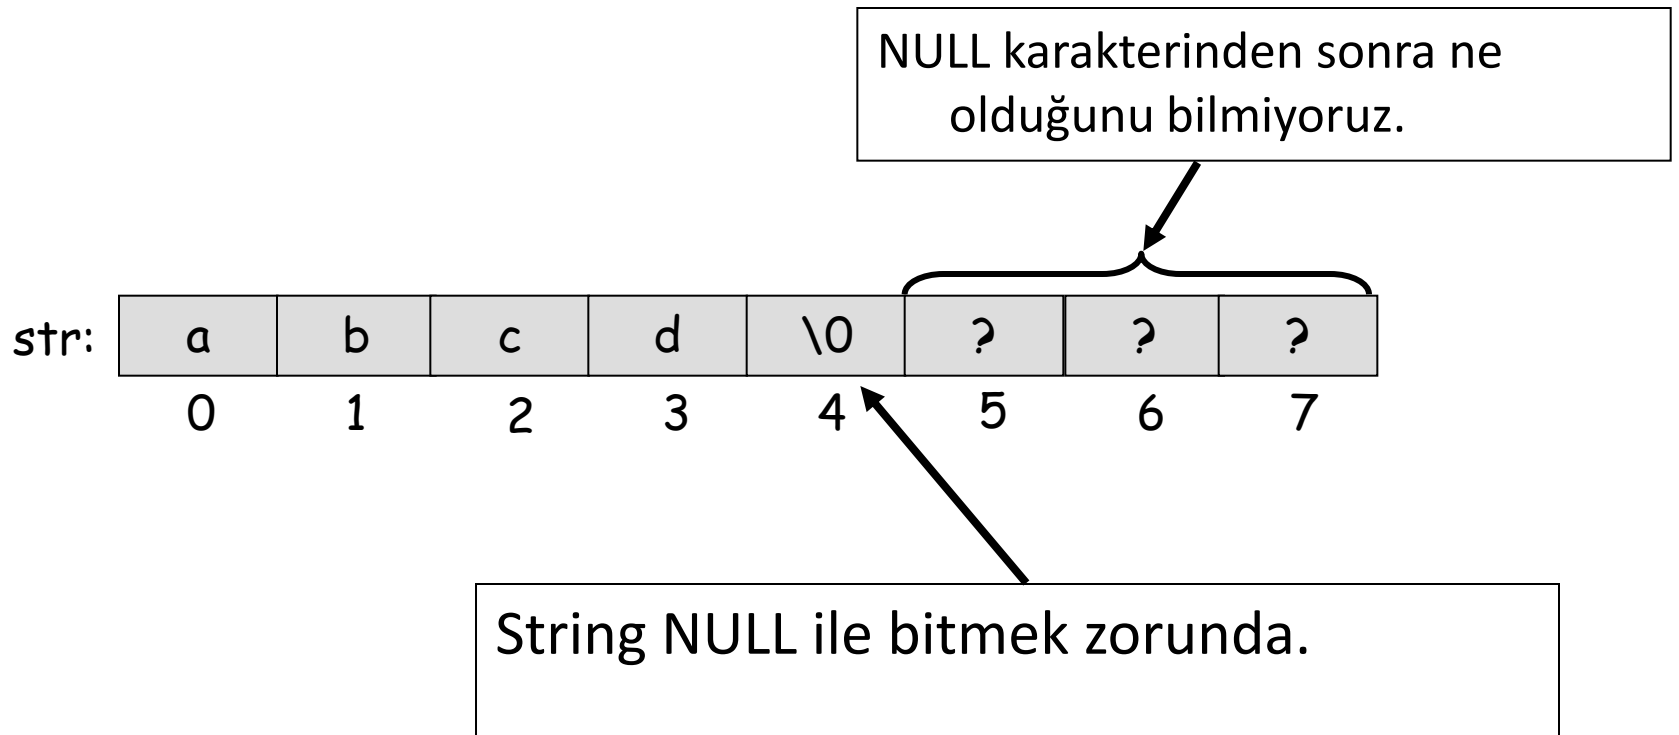 NULL karakterinden sonra ne
olduğunu bilmiyoruz.
str: a b c d \0 ? ? ?
0 1 2 3 4 5 6 7
String NULL ile bitmek zorunda.